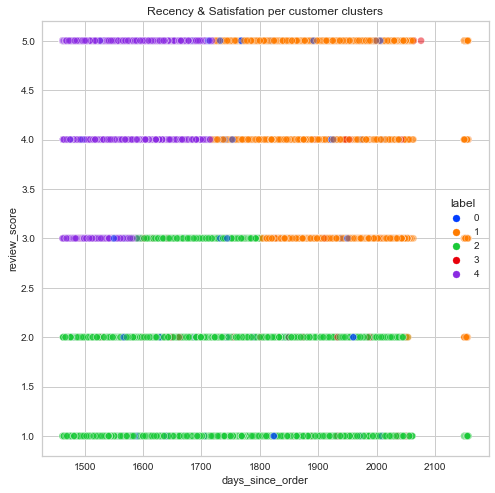 Recency & Satisfation per customer clusters
5.0
4.5
4.0
3.5
3.0
2.5
2.0
1.5
1.0
review_score
label
0
1
2
3
4
1500 1600 1700 1800 1900 2000 2100
days_since_order